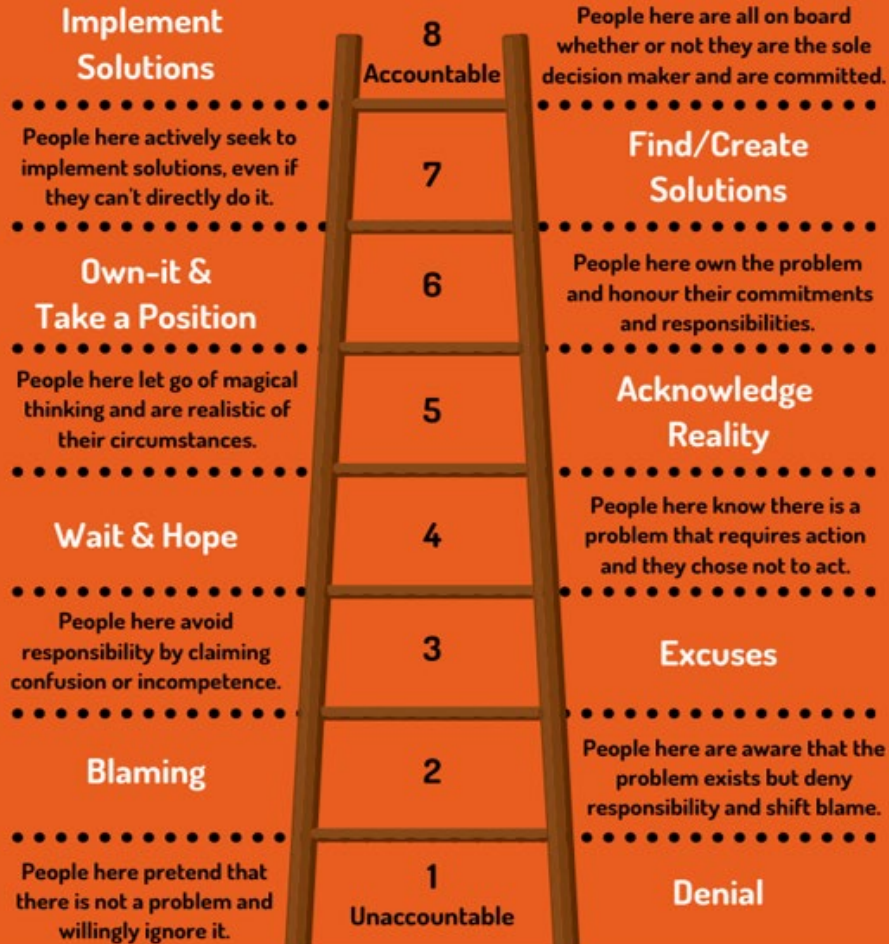 Implement
Solutions
8
Accountable
People here are all on board
whether or not they are the sole
decision maker and are committed.
People here actively seek to
implement solutions, even if
they can't directly do it.
7
Find/Create
Solutions
Own-it &
Take a Position
6
People here own the problem
and honour their commitments
and responsibilities.
People here let go of magical
thinking and are realistic of
their circumstances.
5
Acknowledge
Reality
Wait & Hope
4
People here know there is a
problem that requires action
and they chose not to act.
People here avoid
responsibility by claiming
confusion or incompetence.
3
Excuses
Blaming
2
People here are aware that the
problem exists but deny
responsibility and shift blame.
People here pretend that
there is not a problem and
willingly ignore it.
1
Unaccountable
Denial